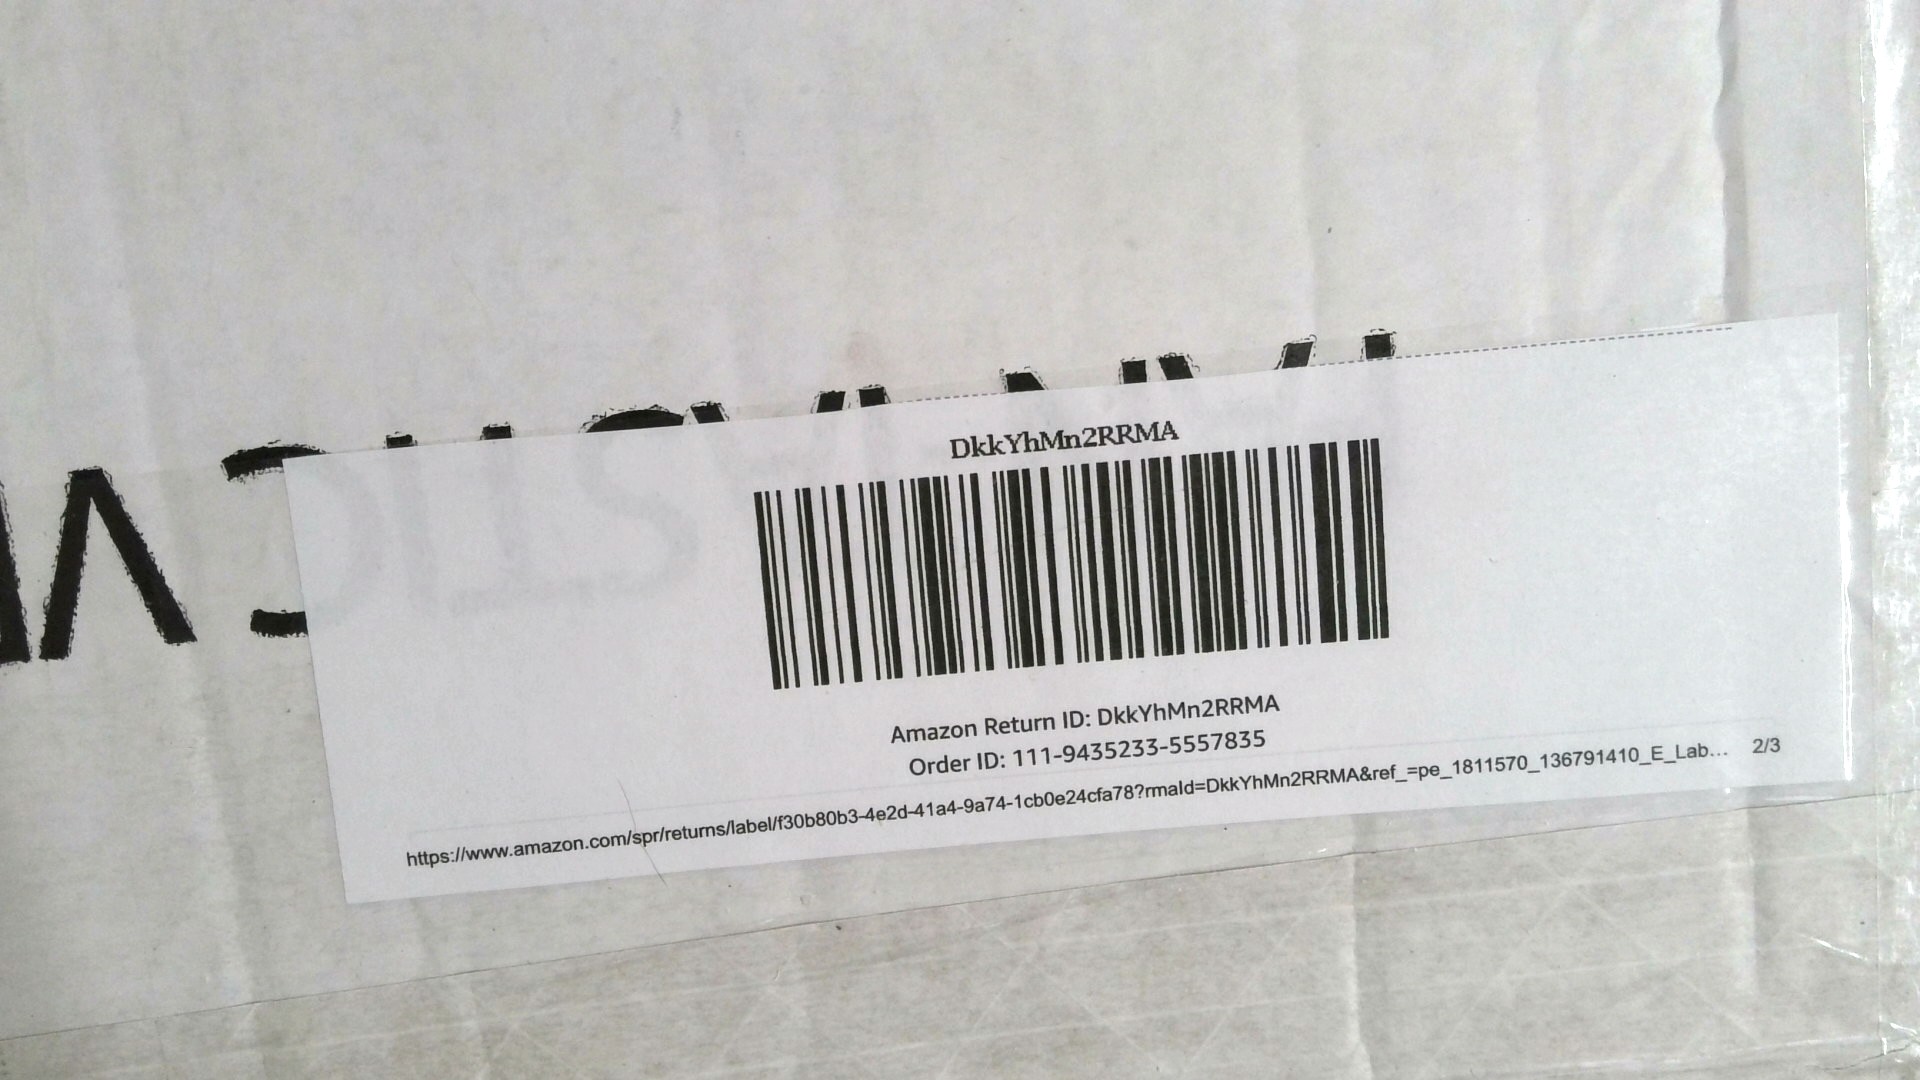 DkkYhMn2RRMA
Amazon Return ID: DkkYhMn2RRMA
Order ID: 111-9435233-5557835
https://www.amazon.com/spr/returns/label/f30b80b3-4e2d-41a4-9a74-1cb0e24cfa78?rmaId=DkkYhMn2RRMA&ref_=pe_1811570_136791410_E_Lab... 2/3